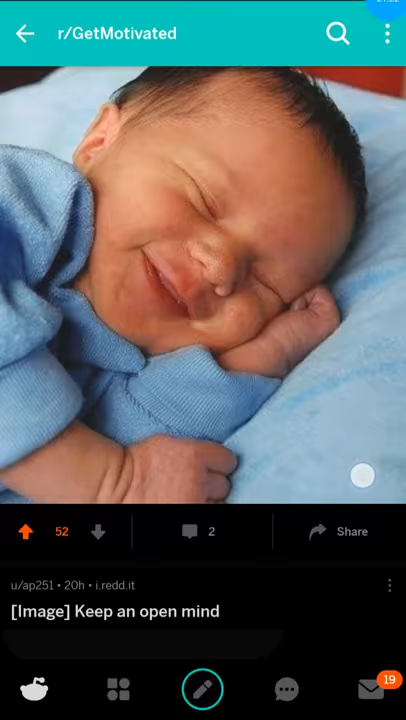 r/GetMotivated
52
2
Share
u/ap251 • 20h • i.redd.it
[Image] Keep an open mind
19